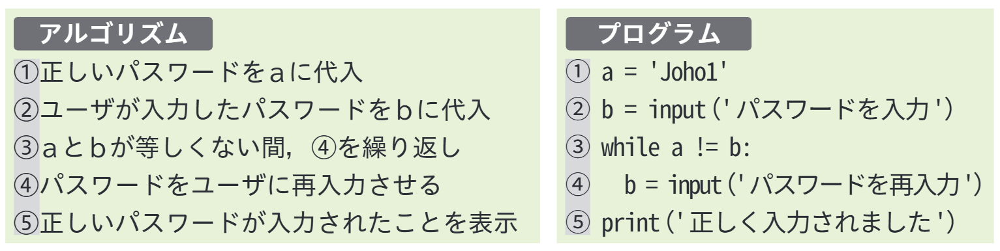 アルゴリズム
①正しいパスワードをａに代入
②ユーザが入力したパスワードをｂに代入
③ａとｂが等しくない間，④を繰り返し
④パスワードをユーザに再入力させる
⑤正しいパスワードが入力されたことを表示
プログラム
① a = 'Joho1'
② b = input('パスワードを入力')
③ while a != b:
④   b = input('パスワードを再入力')
⑤ print('正しく入力されました')